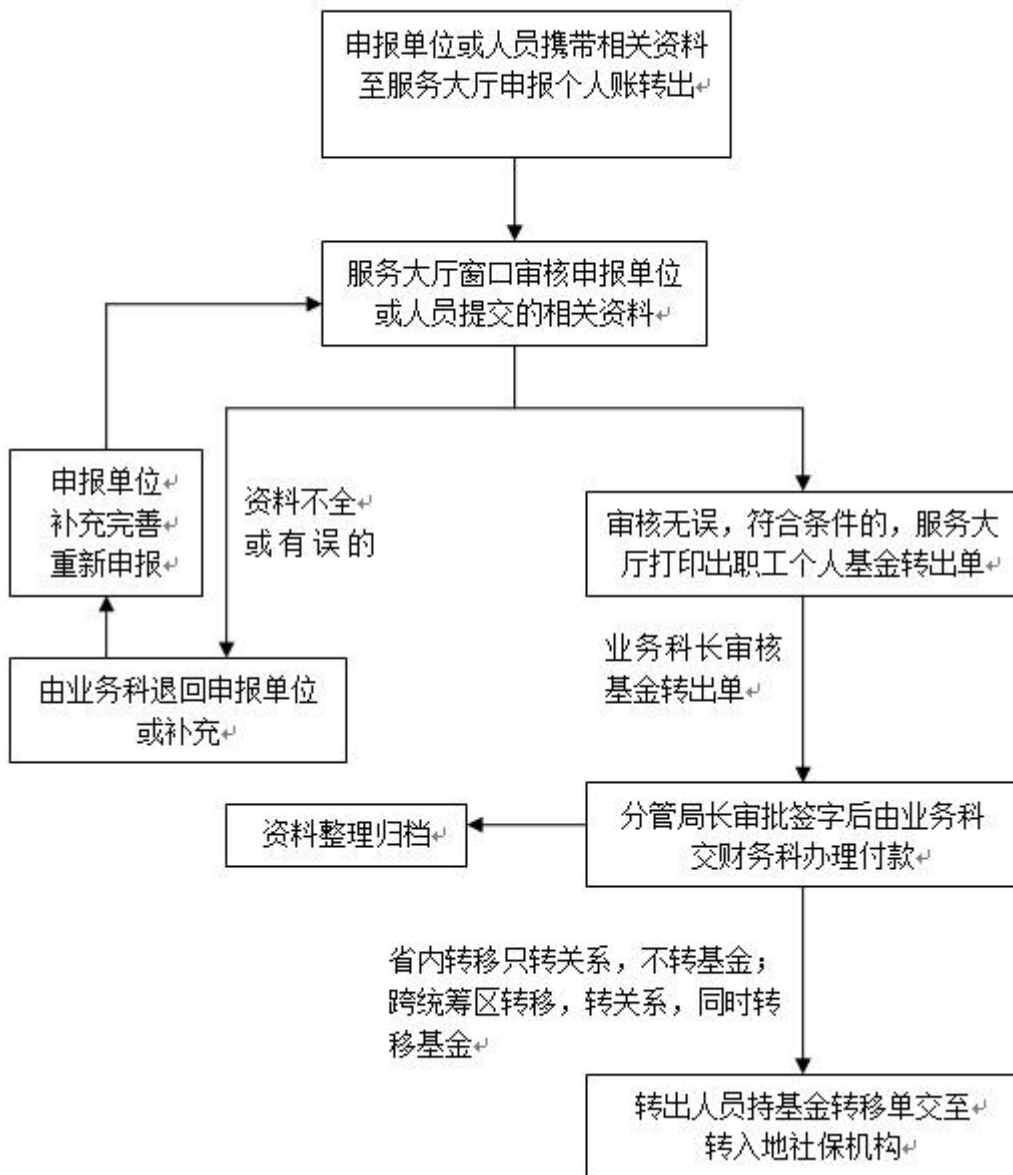 申报单位或人员携带相关资料
至服务大厅申报个人账转出↵
服务大厅窗口审核申报单位
或人员提交的相关资料↵
申报单位↵
补充完善↵
重新申报↵
资料不全↵
或有误的
审核无误，符合条件的，服务大
厅打印出职工个人基金转出单↵
由业务科退回申报单位
或补充↵
业务科长审核
基金转出单↵
资料整理归档↵
分管局长审批签字后由业务科
交财务科办理付款↵
省内转移只转关系，不转基金；
跨统筹区转移，转关系，同时转
移基金↵
转出人员持基金转移单交至↵
转入地社保机构↵